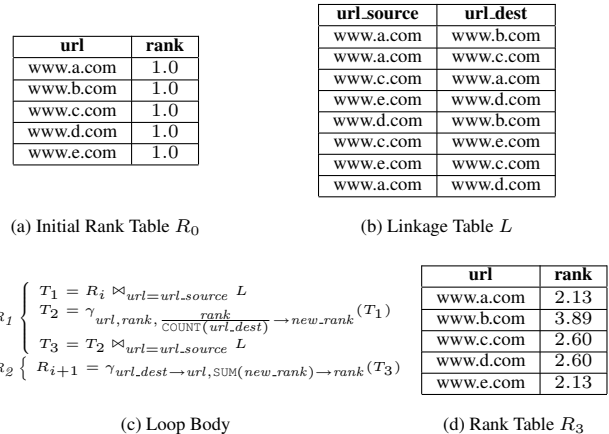 url rank
www.a.com 1.0
www.b.com 1.0
www.c.com 1.0
www.d.com 1.0
www.e.com 1.0
(a) Initial Rank Table R₀
url_source url_dest
www.a.com www.b.com
www.a.com www.c.com
www.c.com www.a.com
www.e.com www.d.com
www.d.com www.b.com
www.c.com www.e.com
www.e.com www.c.com
www.a.com www.d.com
(b) Linkage Table L
R₁ { T₁ = Rᵢ ⋈_{url=url_source} L
T₂ = γ_{url,rank, rank/COUNT(url_dest) → new_rank}(T₁)
T₃ = T₂ ⋈_{url=url_source} L
R₂ { R_{i+1} = γ_{url_dest→url,SUM(new_rank)→rank}(T₃)
(c) Loop Body
url rank
www.a.com 2.13
www.b.com 3.89
www.c.com 2.60
www.d.com 2.60
www.e.com 2.13
(d) Rank Table R₃